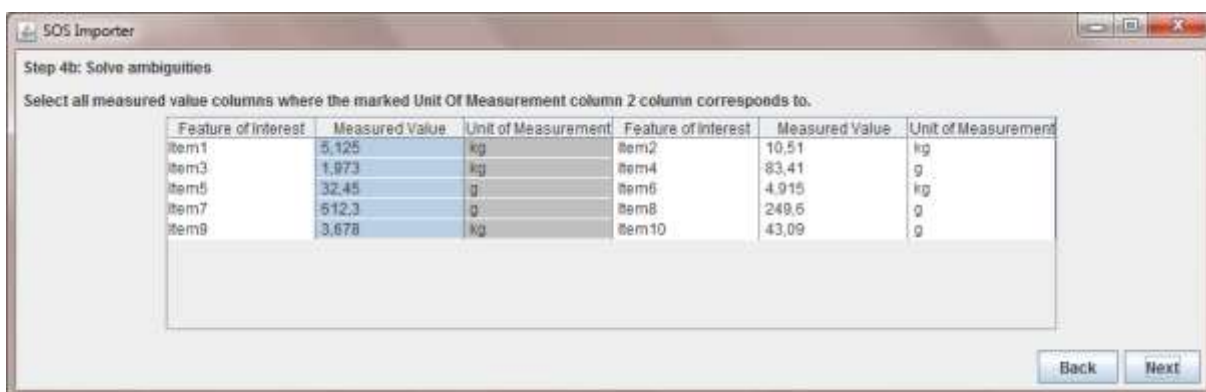 SOS Importer
Step 4b: Solve ambiguities
Select all measured value columns where the marked Unit Of Measurement column 2 column corresponds to.
Feature of Interest Measured Value Unit of Measurement Feature of Interest Measured Value Unit of Measurement
Item1 5,125 kg Item2 10,51 kg
Item3 1,973 kg Item4 83,41 g
Item5 32,45 g Item6 4,915 kg
Item7 612,3 g Item8 249,6 g
Item9 3,678 kg Item10 43,09 g
Back Next